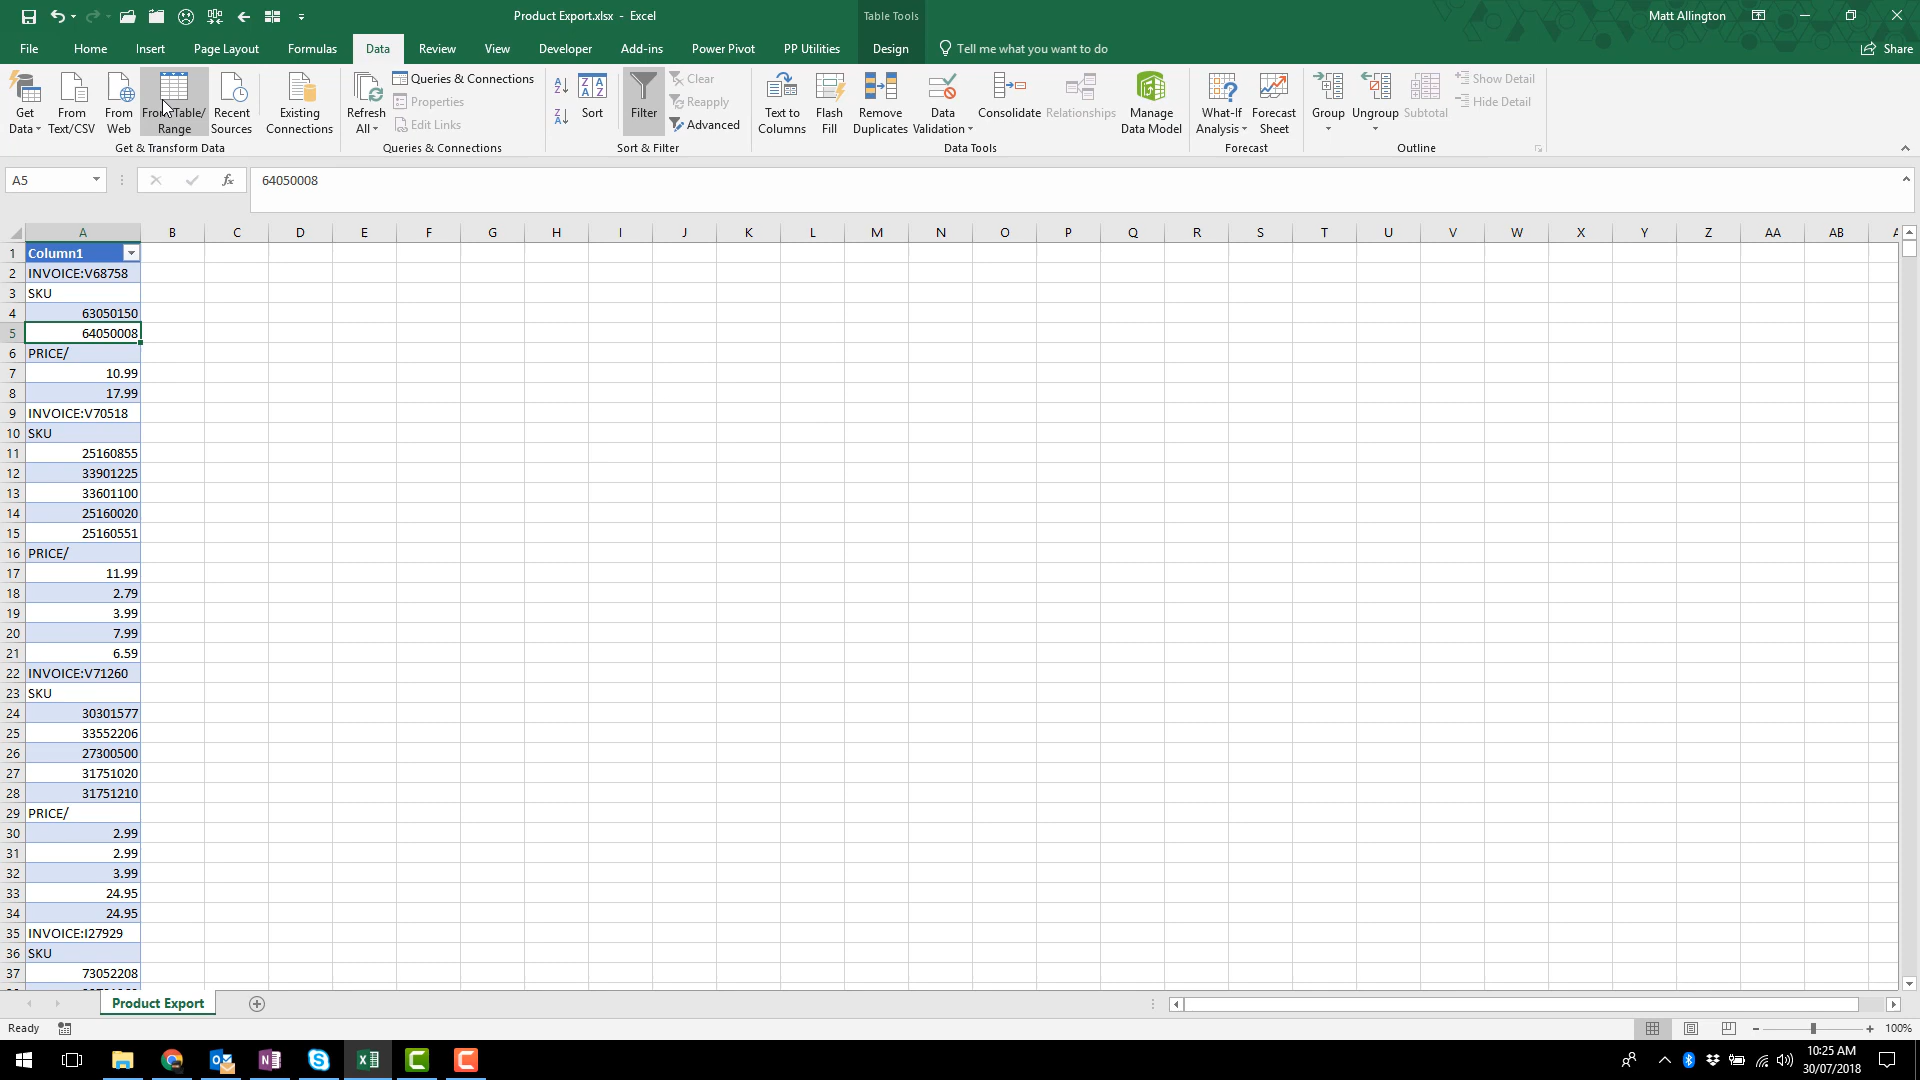 Product Export.xlsx - Excel
Table Tools
Matt Allington
File Home Insert Page Layout Formulas Data Review View Developer Add-ins Power Pivot PP Utilities Design Tell me what you want to do Share
Get Data
From Text/CSV
From Web
From Table/ Range
Recent Sources
Existing Connections
Get & Transform Data
Refresh All
Queries & Connections
Properties
Edit Links
Queries & Connections
Sort
Filter
Clear
Reapply
Advanced
Sort & Filter
Text to Columns
Flash Fill
Remove Duplicates
Data Validation
Consolidate
Relationships
Manage Data Model
Data Tools
What-If Analysis
Forecast Sheet
Forecast
Group
Ungroup
Subtotal
Show Detail
Hide Detail
Outline
A5 fx 64050008
A B C D E F G H I J K L M N O P Q R S T U V W X Y Z AA AB
1 Column1
2 INVOICE:V68758
3 SKU
4 63050150
5 64050008
6 PRICE/
7 10.99
8 17.99
9 INVOICE:V70518
10 SKU
11 25160855
12 33901225
13 33601100
14 25160020
15 25160551
16 PRICE/
17 11.99
18 2.79
19 3.99
20 7.99
21 6.59
22 INVOICE:V71260
23 SKU
24 30301577
25 33552206
26 27300500
27 31751020
28 31751210
29 PRICE/
30 2.99
31 2.99
32 3.99
33 24.95
34 24.95
35 INVOICE:I27929
36 SKU
37 73052208
Product Export
Ready
100%
10:25 AM
30/07/2018